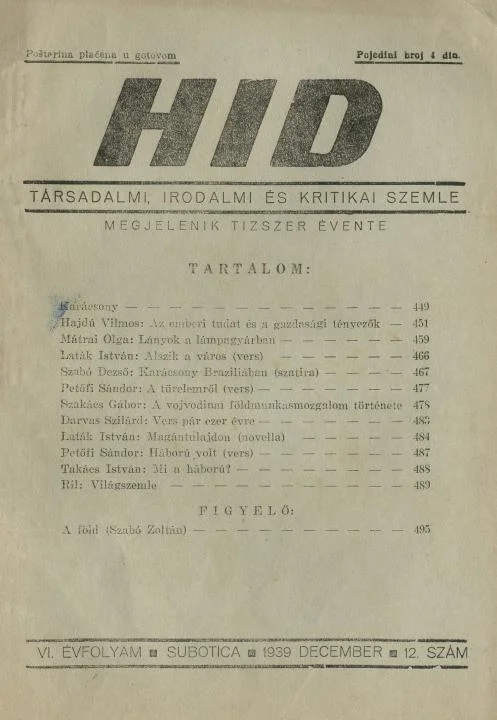 Poštarina plaćena u gotovom
Pojedini broj 4 din.
HID
TÁRSADALMI, IRODALMI ÉS KRITIKAI SZEMLE
MEGJELENIK TIZSZER ÉVENTE
TARTALOM:
Karácsony — — — — — — — — — — — — — 449
Hajdú Vilmos: Az emberi tudat és a gazdasági tényezők — 451
Mátrai Olga: Lányok a lámpagyárban — — — — — — 459
Laták István: Alszik a város (vers) — — — — — — 466
Szabó Dezső: Karácsony Braziliában (szatira) — — — — 467
Petőfi Sándor: A türelemről (vers) — — — — — — 477
Szakács Gábor: A vojvodinai földmunkasmozgalom története 478
Darvas Szilárd: Vers pár ezer évre — — — — — — — 483
Laták István: Magántulajdon (novella) — — — — — 484
Petőfi Sándor: Háború volt (vers) — — — — — — 487
Takács István: Mi a háború? — — — — — — — — 488
Ril: Világszemle — — — — — — — — — — — 489
FIGYELŐ:
A föld (Szabó Zoltán) — — — — — — — — — — 495
VI. ÉVFOLYAM ■ SUBOTICA ■ 1939 DECEMBER ■ 12. SZÁM